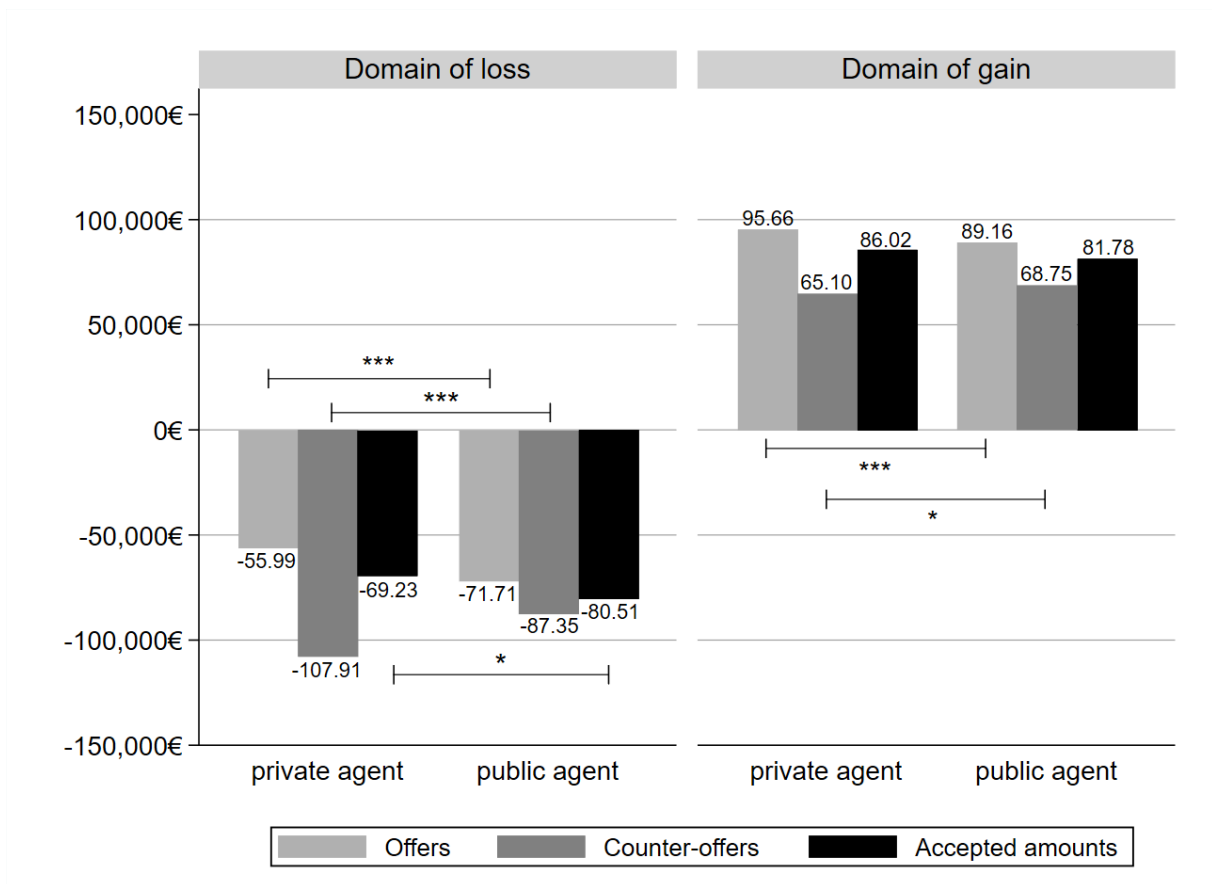 Domain of loss
Domain of gain
150,000€
100,000€
50,000€
0€
-50,000€
-100,000€
-150,000€
***
***
-55.99
-107.91
-69.23
-71.71
-87.35
-80.51
*
95.66
65.10
86.02
89.16
68.75
81.78
***
*
private agent
public agent
private agent
public agent
Offers
Counter-offers
Accepted amounts